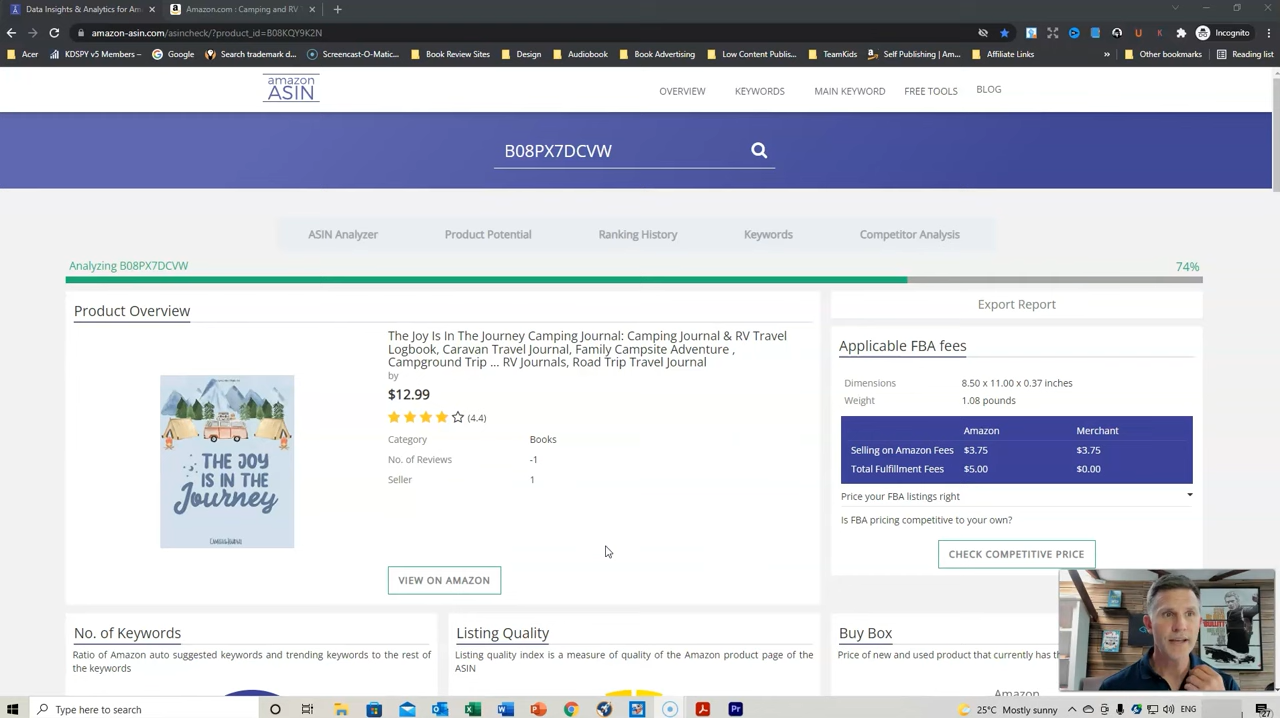 Data Insights & Analytics for Am
Amazon.com : Camping and RV
amazon-asin.com/asincheck/?product_id=B08KQY9K2N
Incognito
Acer
KDSPY v5 Members –
GCheck
Google
Search trademark d...
Screencast-O-Matic...
Book Review Sites
Design
Audiobook
Book Advertising
Low Content Publis...
TeamKids
Self Publishing | Am...
Affiliate Links
Other bookmarks
Reading list
amazon
ASIN
OVERVIEW
KEYWORDS
MAIN KEYWORD
FREE TOOLS
BLOG
B08PX7DCVW
ASIN Analyzer
Product Potential
Ranking History
Keywords
Competitor Analysis
Analyzing B08PX7DCVW
74%
Product Overview
THE JOY
IS IN THE
Journey
The Joy Is In The Journey Camping Journal: Camping Journal & RV Travel
Logbook, Caravan Travel Journal, Family Campsite Adventure ,
Campground Trip ... RV Journals, Road Trip Travel Journal
by
$12.99
(4.4)
Category Books
No. of Reviews -1
Seller 1
VIEW ON AMAZON
Export Report
Applicable FBA fees
Dimensions 8.50 x 11.00 x 0.37 inches
Weight 1.08 pounds
Amazon Merchant
Selling on Amazon Fees $3.75 $3.75
Total Fulfillment Fees $5.00 $0.00
Price your FBA listings right
Is FBA pricing competitive to your own?
CHECK COMPETITIVE PRICE
No. of Keywords
Ratio of Amazon auto suggested keywords and trending keywords to the rest of
the keywords
Listing Quality
Listing quality index is a measure of quality of the Amazon product page of the
ASIN
Buy Box
Price of new and used product that currently has th
Amazon
Type here to search
25°C Mostly sunny
ENG